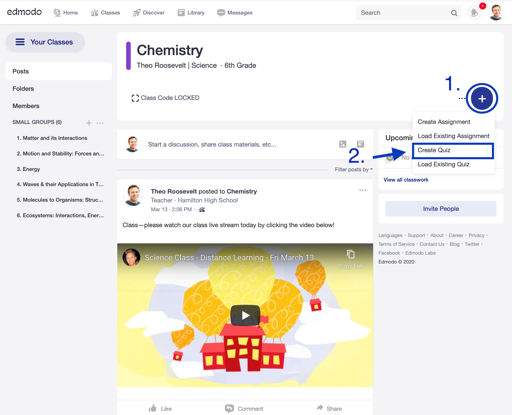 edmodo
Home
Classes
Discover
Library
Messages
Search
Your Classes
Posts
Folders
Members
SMALL GROUPS (6)
1. Matter and its Interactions
2. Motion and Stability: Forces an...
3. Energy
4. Waves & their Applications in T...
5. Molecules to Organisms: Struc...
6. Ecosystems: Interactions, Ener...
Chemistry
Theo Roosevelt | Science · 6th Grade
Class Code LOCKED
1.
Create Assignment
Load Existing Assignment
Create Quiz
Load Existing Quiz
2.
Start a discussion, share class materials, etc...
Filter posts by
Theo Roosevelt posted to Chemistry
Teacher · Hamilton High School
Mar 13 · 2:06 PM ·
Class—please watch our class live stream today by clicking the video below!
Science Class - Distance Learning - Fri March 13
Like
Comment
Share
Upcomin
No
View all classwork
Invite People
Languages · Support · About · Career · Privacy ·
Terms of Service · Contact Us · Blog · Twitter ·
Facebook · Edmodo Labs
Edmodo © 2020